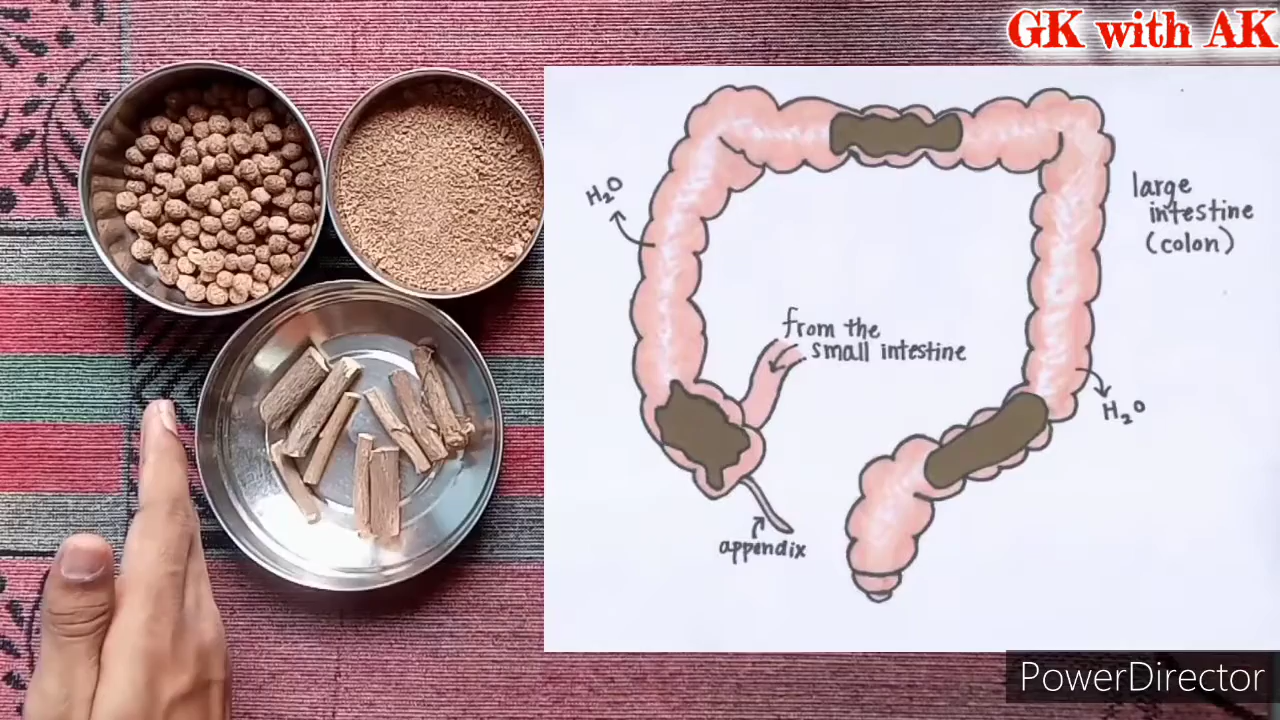 GK with AK
H₂O
large
intestine
(colon)
from the
small intestine
H₂O
appendix
PowerDirector